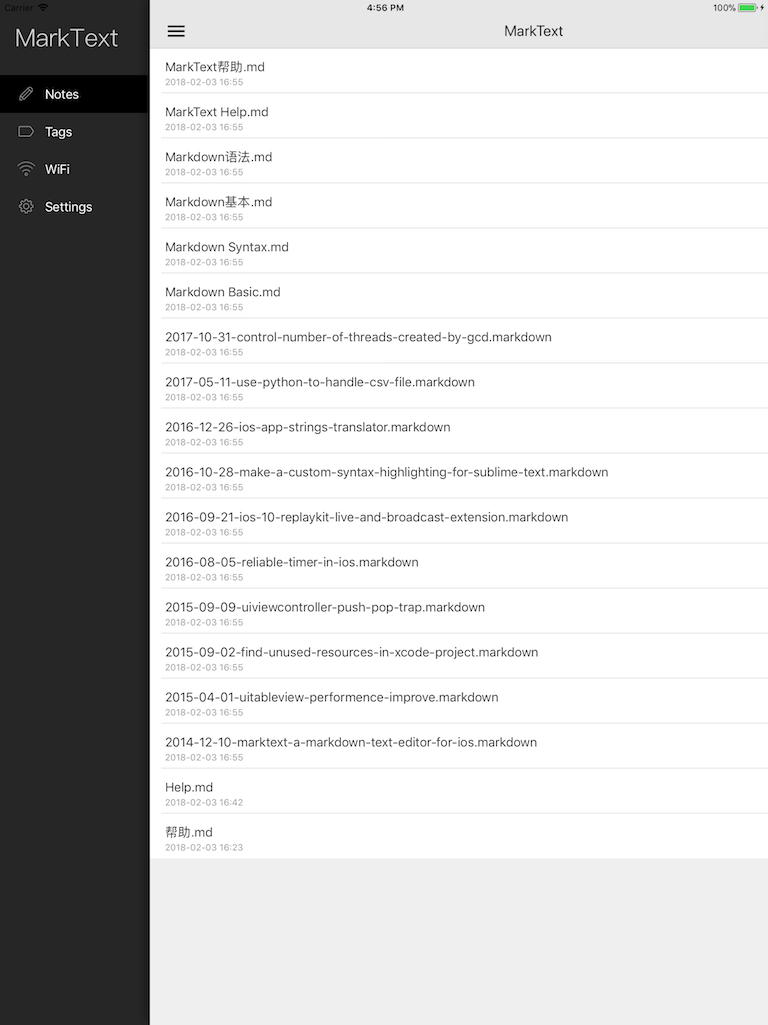 Carrier
4:56 PM
100%
MarkText
MarkText
Notes
Tags
WiFi
Settings
MarkText帮助.md
2018-02-03 16:55
MarkText Help.md
2018-02-03 16:55
Markdown语法.md
2018-02-03 16:55
Markdown基本.md
2018-02-03 16:55
Markdown Syntax.md
2018-02-03 16:55
Markdown Basic.md
2018-02-03 16:55
2017-10-31-control-number-of-threads-created-by-gcd.markdown
2018-02-03 16:55
2017-05-11-use-python-to-handle-csv-file.markdown
2018-02-03 16:55
2016-12-26-ios-app-strings-translator.markdown
2018-02-03 16:55
2016-10-28-make-a-custom-syntax-highlighting-for-sublime-text.markdown
2018-02-03 16:55
2016-09-21-ios-10-replaykit-live-and-broadcast-extension.markdown
2018-02-03 16:55
2016-08-05-reliable-timer-in-ios.markdown
2018-02-03 16:55
2015-09-09-uiviewcontroller-push-pop-trap.markdown
2018-02-03 16:55
2015-09-02-find-unused-resources-in-xcode-project.markdown
2018-02-03 16:55
2015-04-01-uitableview-performence-improve.markdown
2018-02-03 16:55
2014-12-10-marktext-a-markdown-text-editor-for-ios.markdown
2018-02-03 16:55
Help.md
2018-02-03 16:42
帮助.md
2018-02-03 16:23